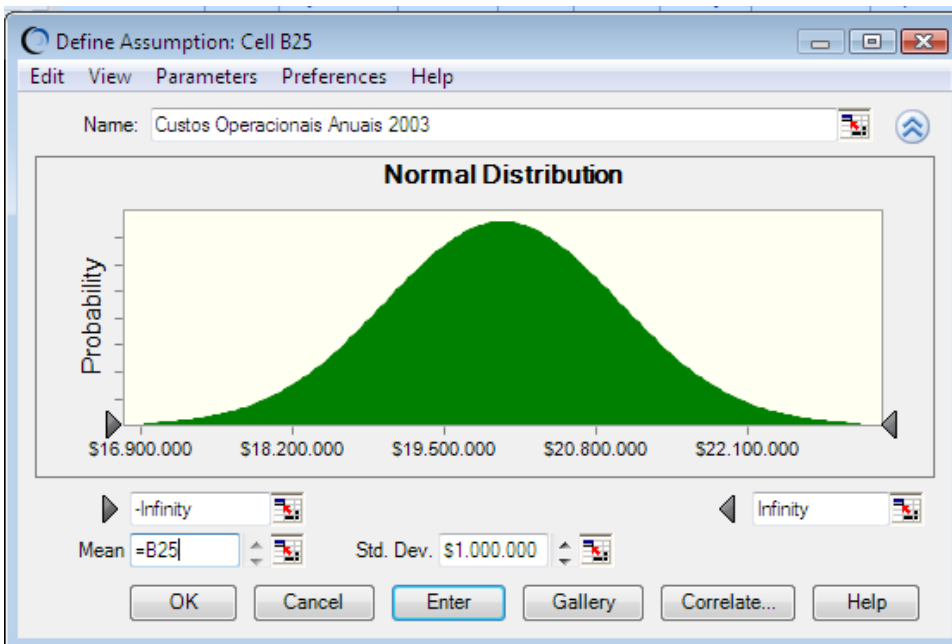 Define Assumption: Cell B25
Edit View Parameters Preferences Help
Name: Custos Operacionais Anuais 2003
Normal Distribution
Probability
$16.900.000 $18.200.000 $19.500.000 $20.800.000 $22.100.000
-Infinity Infinity
Mean =B25 Std. Dev. $1.000.000
OK Cancel Enter Gallery Correlate... Help